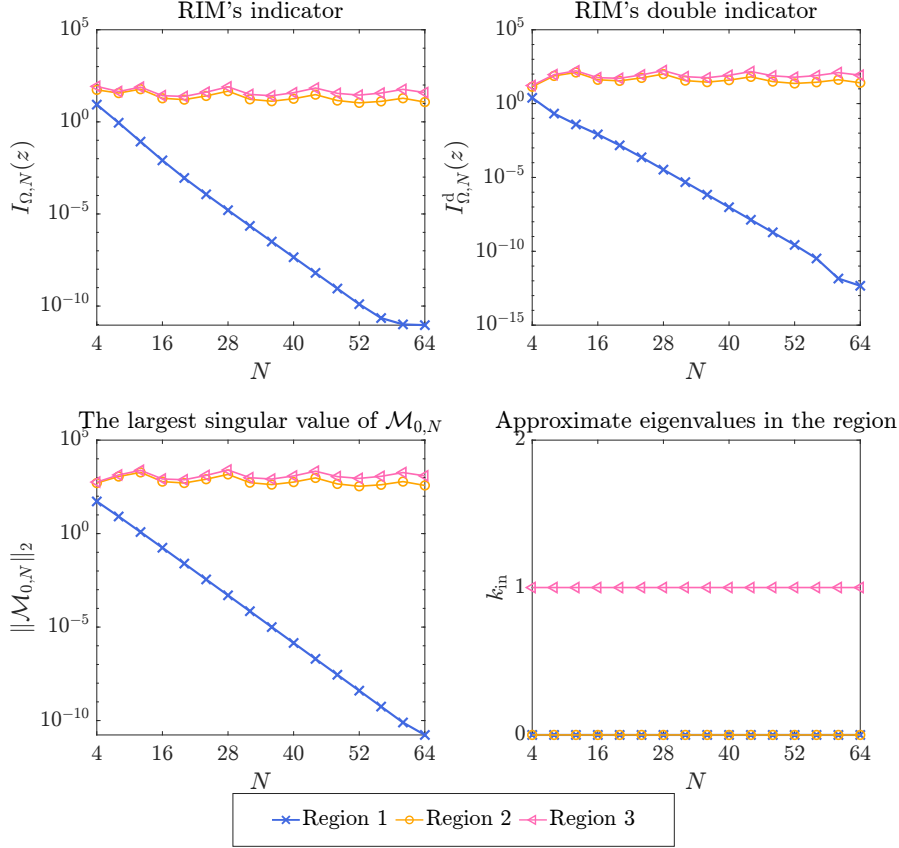 RIM's indicator
10^5
10^0
10^-5
10^-10
I_{Ω,N}(z)
4 16 28 40 52 64
N
RIM's double indicator
10^5
10^0
10^-5
10^-10
10^-15
I^d_{Ω,N}(z)
4 16 28 40 52 64
N
The largest singular value of ℳ_{0,N}
10^5
10^0
10^-5
10^-10
||ℳ_{0,N}||_2
4 16 28 40 52 64
N
Approximate eigenvalues in the region
2
1
0
k_in
4 16 28 40 52 64
N
Region 1 Region 2 Region 3